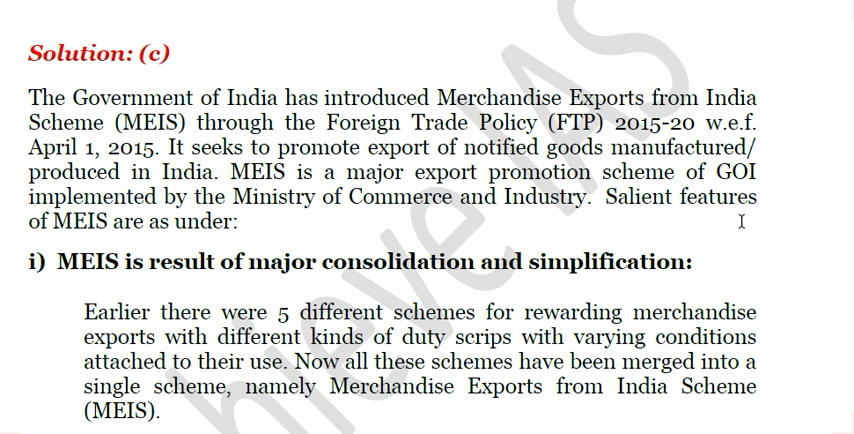 Solution: (c)
The Government of India has introduced Merchandise Exports from India
Scheme (MEIS) through the Foreign Trade Policy (FTP) 2015-20 w.e.f.
April 1, 2015. It seeks to promote export of notified goods manufactured/
produced in India. MEIS is a major export promotion scheme of GOI
implemented by the Ministry of Commerce and Industry. Salient features
of MEIS are as under:
i) MEIS is result of major consolidation and simplification:
Earlier there were 5 different schemes for rewarding merchandise
exports with different kinds of duty scrips with varying conditions
attached to their use. Now all these schemes have been merged into a
single scheme, namely Merchandise Exports from India Scheme
(MEIS).
hieve IAS